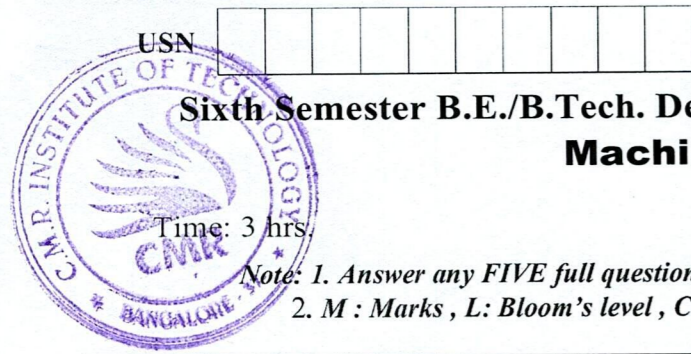 USN
C.M.R. INSTITUTE OF TECHNOLOGY
CMR
* BANGALORE *
Sixth Semester B.E./B.Tech. De
Machi
Time: 3 hrs.
Note: 1. Answer any FIVE full question
2. M : Marks , L: Bloom's level , C